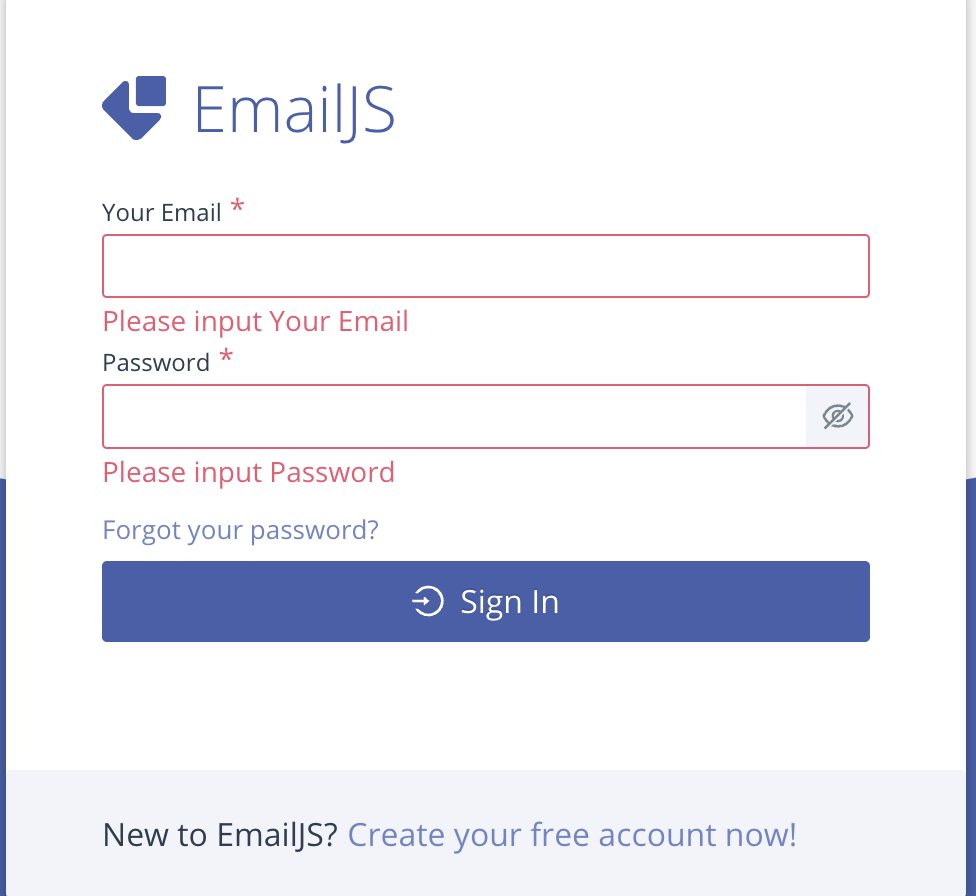 EmailJS
Your Email *
Please input Your Email
Password *
Please input Password
Forgot your password?
Sign In
New to EmailJS? Create your free account now!